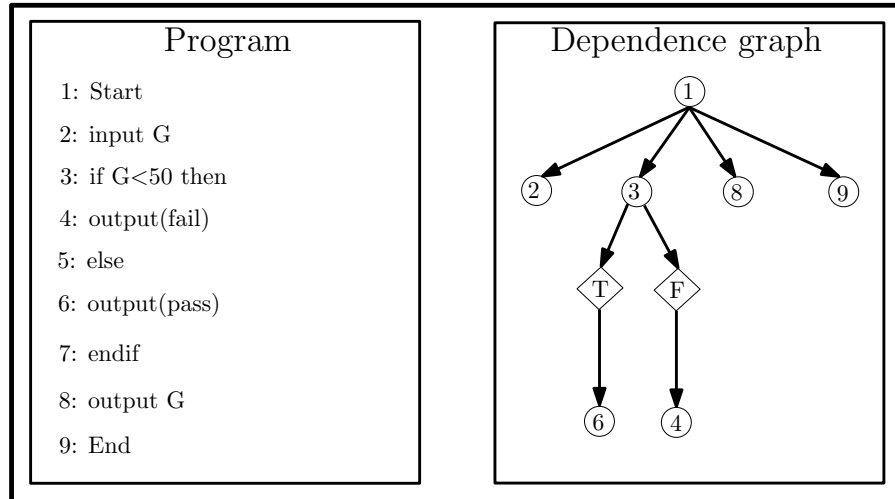 Program
1: Start
2: input G
3: if G<50 then
4: output(fail)
5: else
6: output(pass)
7: endif
8: output G
9: End
Dependence graph
1
2
3
8
9
T
F
6
4